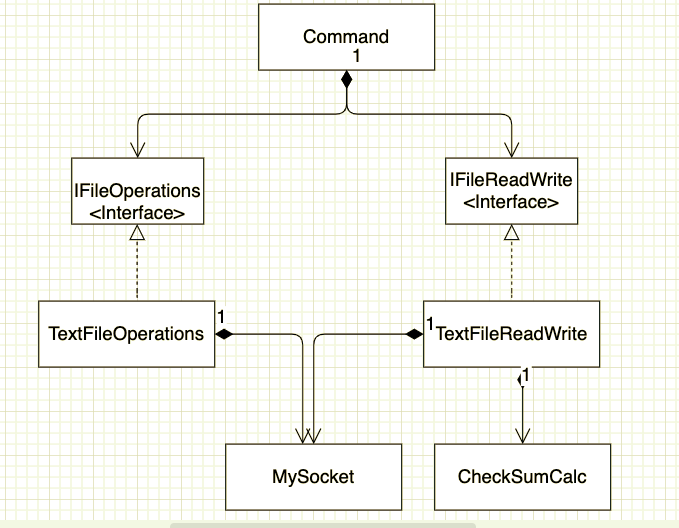 Command
1
IFileOperations
<Interface>
IFileReadWrite
<Interface>
TextFileOperations
1
1
TextFileReadWrite
1
MySocket
CheckSumCalc